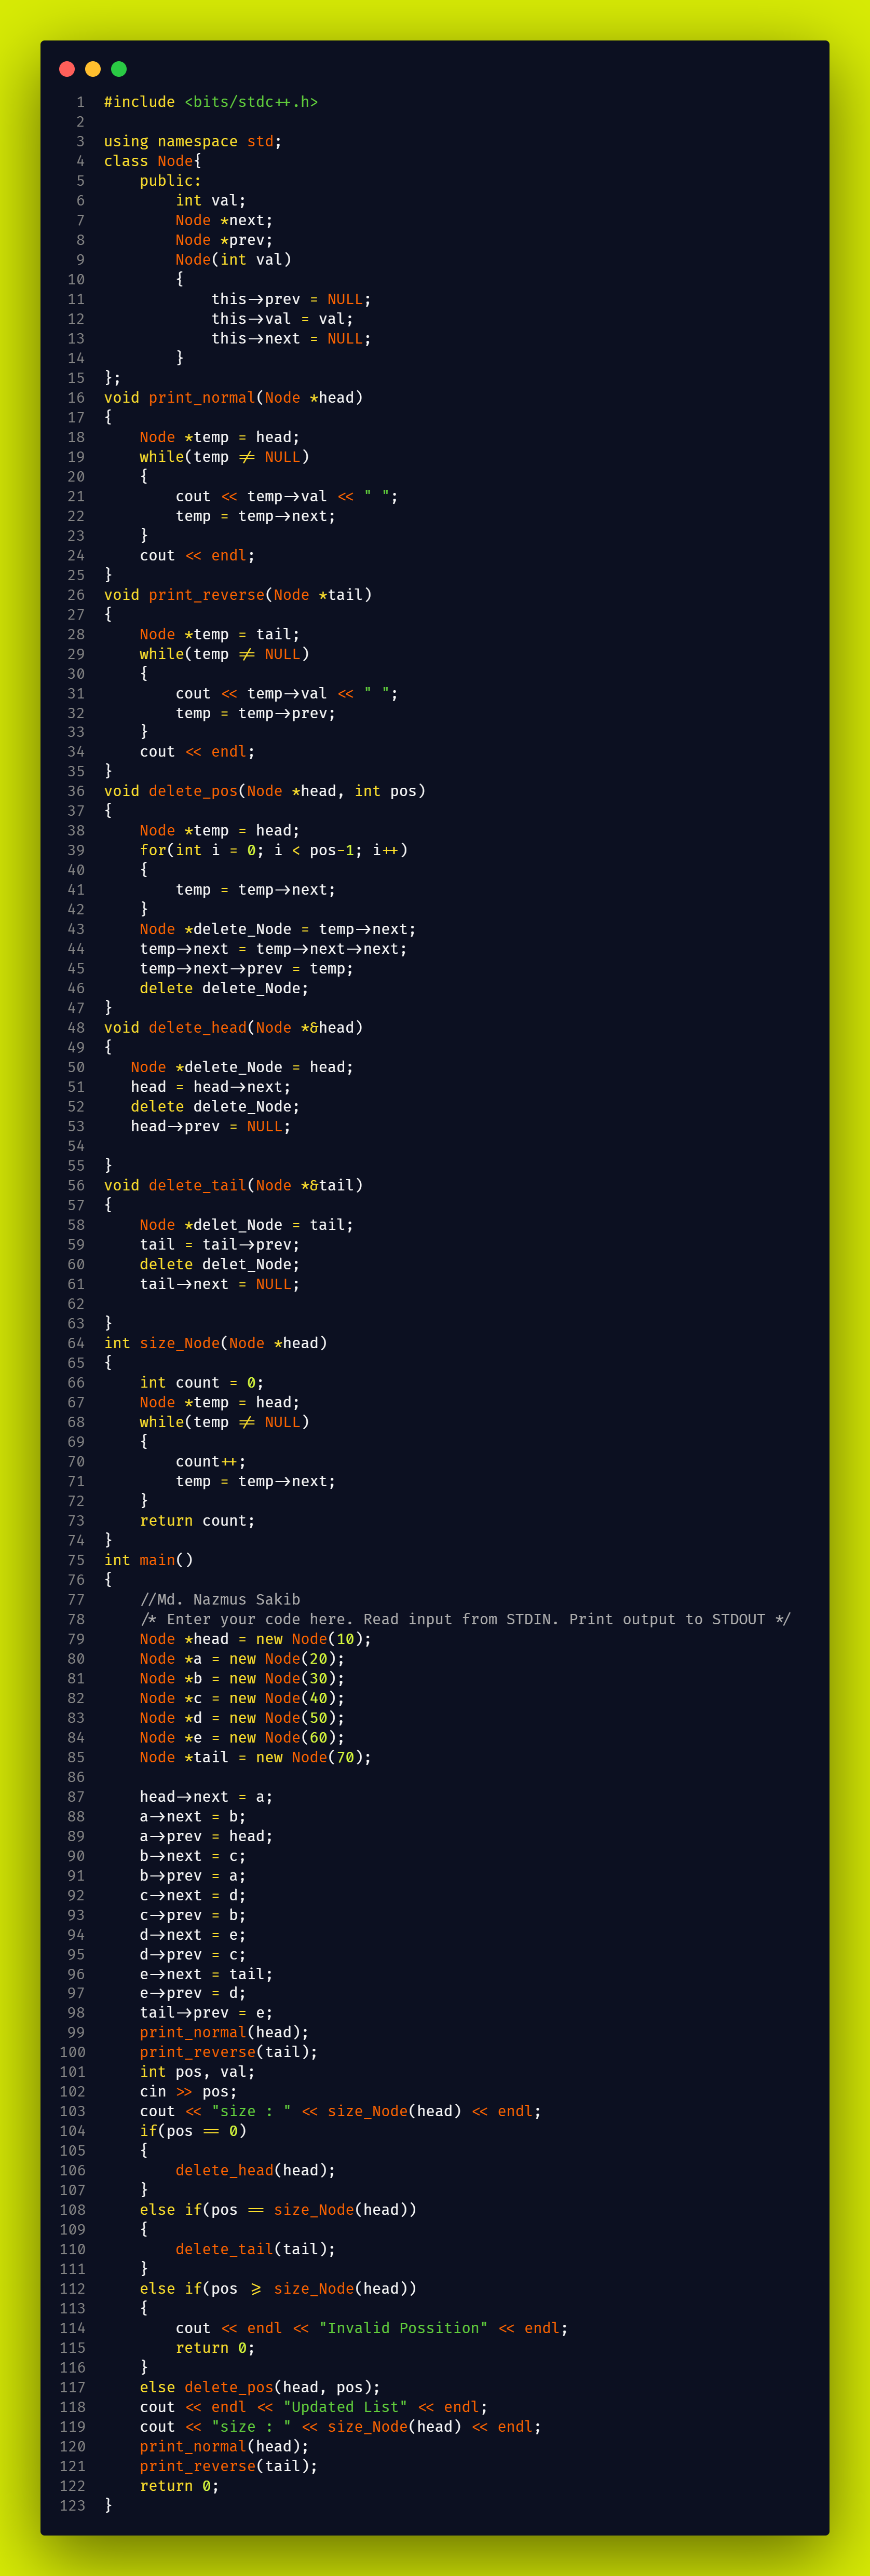 1 #include <bits/stdc++.h>
2
3 using namespace std;
4 class Node{
5     public:
6         int val;
7         Node *next;
8         Node *prev;
9         Node(int val)
10         {
11             this->prev = NULL;
12             this->val = val;
13             this->next = NULL;
14         }
15 };
16 void print_normal(Node *head)
17 {
18     Node *temp = head;
19     while(temp != NULL)
20     {
21         cout << temp->val << " ";
22         temp = temp->next;
23     }
24     cout << endl;
25 }
26 void print_reverse(Node *tail)
27 {
28     Node *temp = tail;
29     while(temp != NULL)
30     {
31         cout << temp->val << " ";
32         temp = temp->prev;
33     }
34     cout << endl;
35 }
36 void delete_pos(Node *head, int pos)
37 {
38     Node *temp = head;
39     for(int i = 0; i < pos-1; i++)
40     {
41         temp = temp->next;
42     }
43     Node *delete_Node = temp->next;
44     temp->next = temp->next->next;
45     temp->next->prev = temp;
46     delete delete_Node;
47 }
48 void delete_head(Node *&head)
49 {
50    Node *delete_Node = head;
51    head = head->next;
52    delete delete_Node;
53    head->prev = NULL;
54
55 }
56 void delete_tail(Node *&tail)
57 {
58     Node *delet_Node = tail;
59     tail = tail->prev;
60     delete delet_Node;
61     tail->next = NULL;
62
63 }
64 int size_Node(Node *head)
65 {
66     int count = 0;
67     Node *temp = head;
68     while(temp != NULL)
69     {
70         count++;
71         temp = temp->next;
72     }
73     return count;
74 }
75 int main()
76 {
77     //Md. Nazmus Sakib
78     /* Enter your code here. Read input from STDIN. Print output to STDOUT */
79     Node *head = new Node(10);
80     Node *a = new Node(20);
81     Node *b = new Node(30);
82     Node *c = new Node(40);
83     Node *d = new Node(50);
84     Node *e = new Node(60);
85     Node *tail = new Node(70);
86
87     head->next = a;
88     a->next = b;
89     a->prev = head;
90     b->next = c;
91     b->prev = a;
92     c->next = d;
93     c->prev = b;
94     d->next = e;
95     d->prev = c;
96     e->next = tail;
97     e->prev = d;
98     tail->prev = e;
99     print_normal(head);
100     print_reverse(tail);
101     int pos, val;
102     cin >> pos;
103     cout << "size : " << size_Node(head) << endl;
104     if(pos == 0)
105     {
106         delete_head(head);
107     }
108     else if(pos == size_Node(head))
109     {
110         delete_tail(tail);
111     }
112     else if(pos >= size_Node(head))
113     {
114         cout << endl << "Invalid Possition" << endl;
115         return 0;
116     }
117     else delete_pos(head, pos);
118     cout << endl << "Updated List" << endl;
119     cout << "size : " << size_Node(head) << endl;
120     print_normal(head);
121     print_reverse(tail);
122     return 0;
123 }